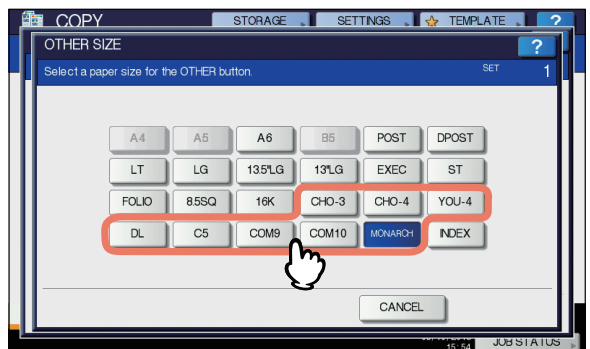 COPY STORAGE SETTINGS TEMPLATE ?
OTHER SIZE ?
Select a paper size for the OTHER button. SET 1
A4 A5 A6 B5 POST DPOST
LT LG 13.5"LG 13"LG EXEC ST
FOLIO 8.5SQ 16K CHO-3 CHO-4 YOU-4
DL C5 COM9 COM10 MONARCH INDEX
CANCEL
15:54 JOB STATUS